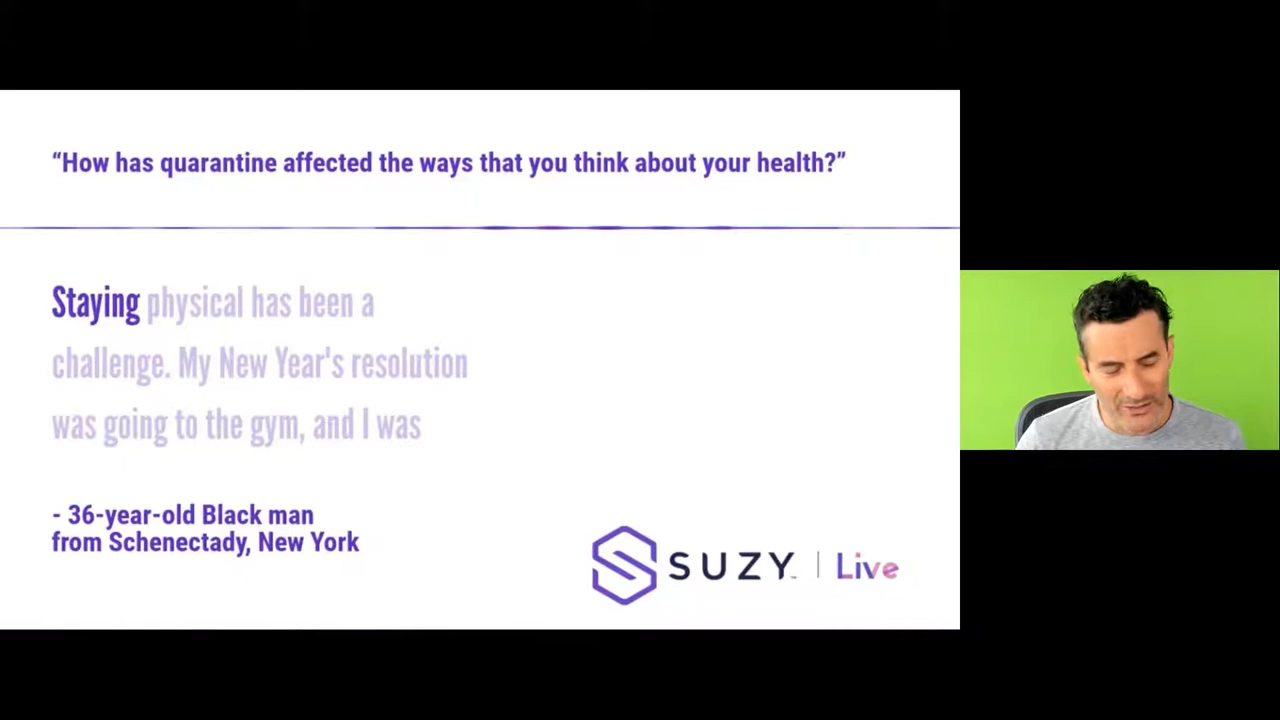 “How has quarantine affected the ways that you think about your health?”
Staying physical has been a
challenge. My New Year's resolution
was going to the gym, and I was
- 36-year-old Black man
from Schenectady, New York
SUZY | Live